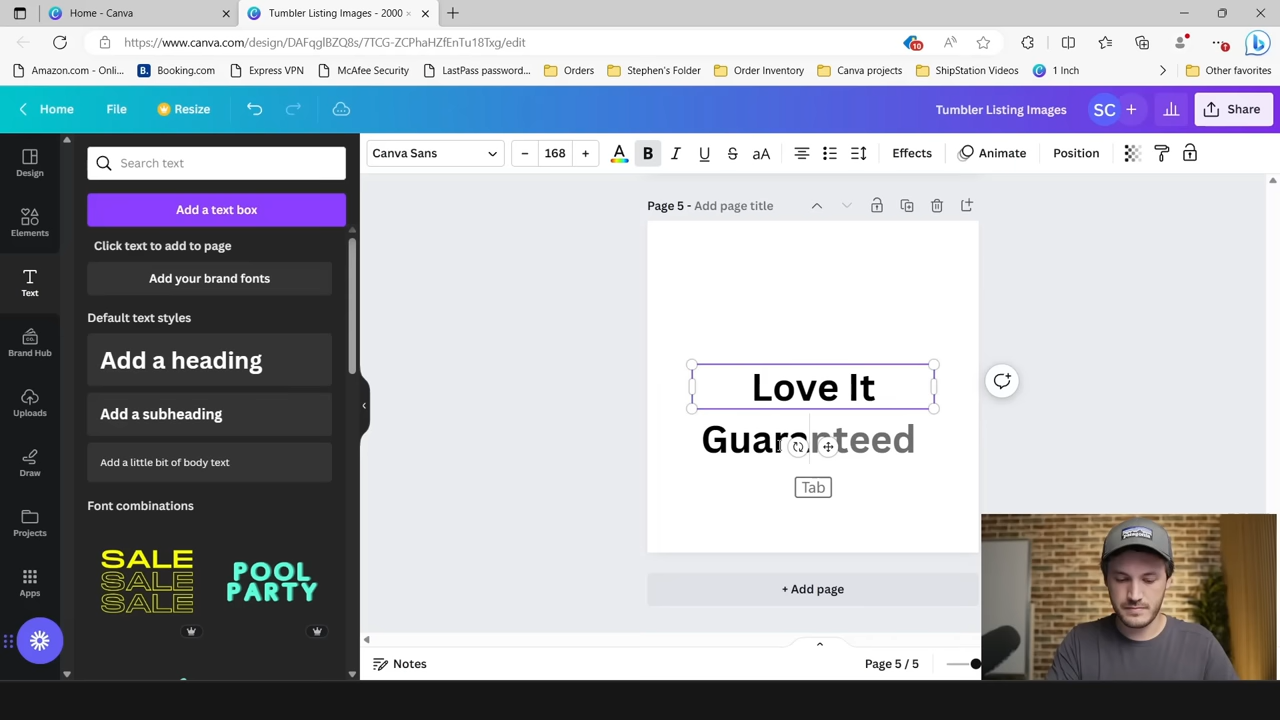 Home - Canva
Tumbler Listing Images - 2000
https://www.canva.com/design/DAFqglBZQ8s/7TCG-ZCPhaHZfEnTu18Txg/edit
10
Amazon.com - Onli...
Booking.com
Express VPN
McAfee Security
LastPass password...
Orders
Stephen's Folder
Order Inventory
Canva projects
ShipStation Videos
1 Inch
Other favorites
Home
File
Resize
Tumbler Listing Images
SC
Share
Design
Elements
Text
Brand Hub
Uploads
Draw
Projects
Apps
Search text
Add a text box
Click text to add to page
Add your brand fonts
Default text styles
Add a heading
Add a subheading
Add a little bit of body text
Font combinations
SALE
SALE
SALE
POOL
PARTY
Canva Sans
168
B
I
U
S
aA
Effects
Animate
Position
Page 5 - Add page title
Love It
Guaranteed
Tab
+ Add page
Notes
Page 5 / 5